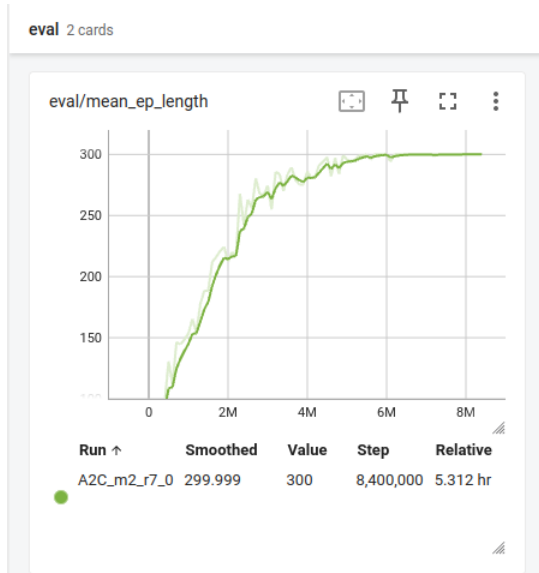 eval 2 cards
eval/mean_ep_length
300
250
200
150
100
0 2M 4M 6M 8M
Run ↑ Smoothed Value Step Relative
A2C_m2_r7_0 299.999 300 8,400,000 5.312 hr